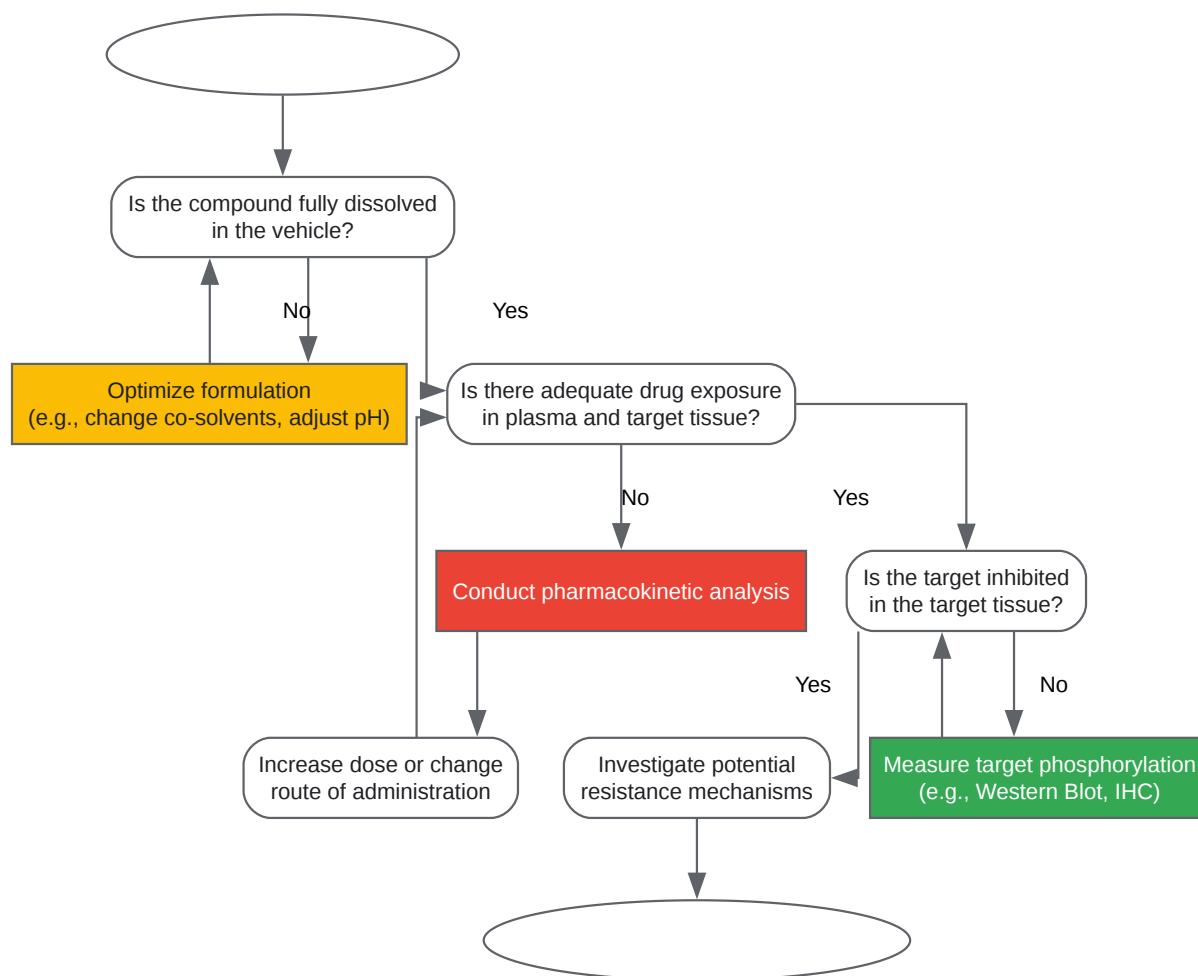 Is the compound fully dissolved
in the vehicle?
No
Yes
Optimize formulation
(e.g., change co-solvents, adjust pH)
Is there adequate drug exposure
in plasma and target tissue?
No
Yes
Conduct pharmacokinetic analysis
Is the target inhibited
in the target tissue?
Yes
No
Increase dose or change
route of administration
Investigate potential
resistance mechanisms
Measure target phosphorylation
(e.g., Western Blot, IHC)